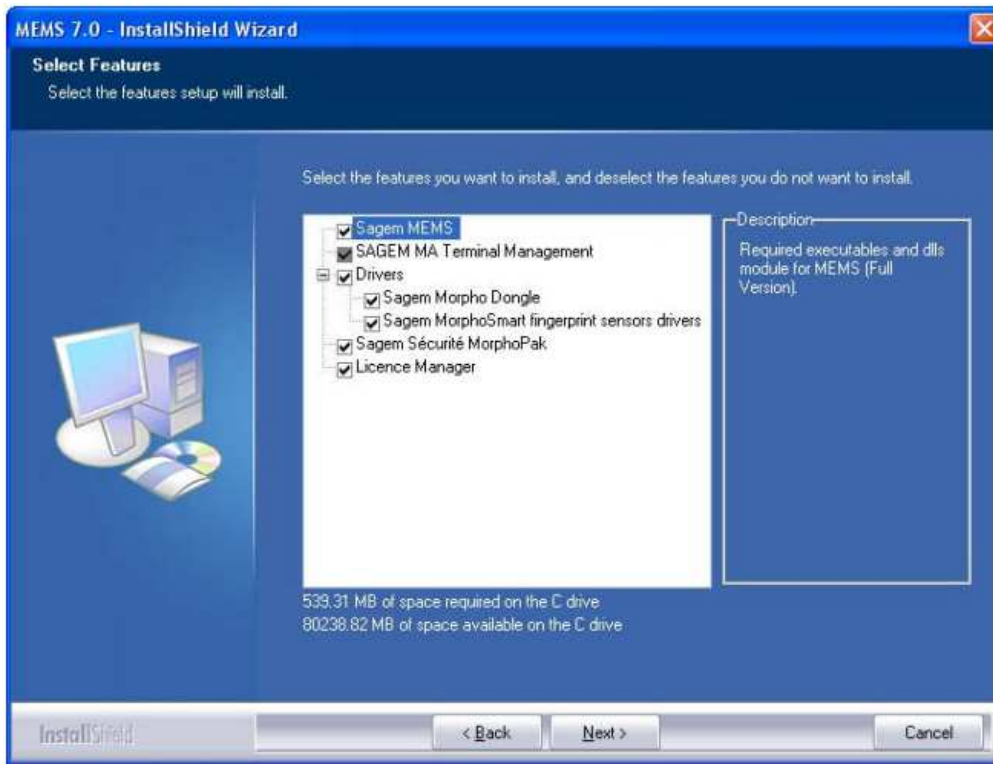 MEMS 7.0 - InstallShield Wizard
Select Features
Select the features setup will install.
Select the features you want to install, and deselect the features you do not want to install.
Sagem MEMS
SAGEM MA Terminal Management
Drivers
Sagem Morpho Dongle
Sagem MorphoSmart fingerprint sensors drivers
Sagem Sécurité MorphoPak
Licence Manager
Description
Required executables and dlls
module for MEMS (Full
Version).
539.31 MB of space required on the C drive
80238.82 MB of space available on the C drive
InstallShield
< Back
Next >
Cancel